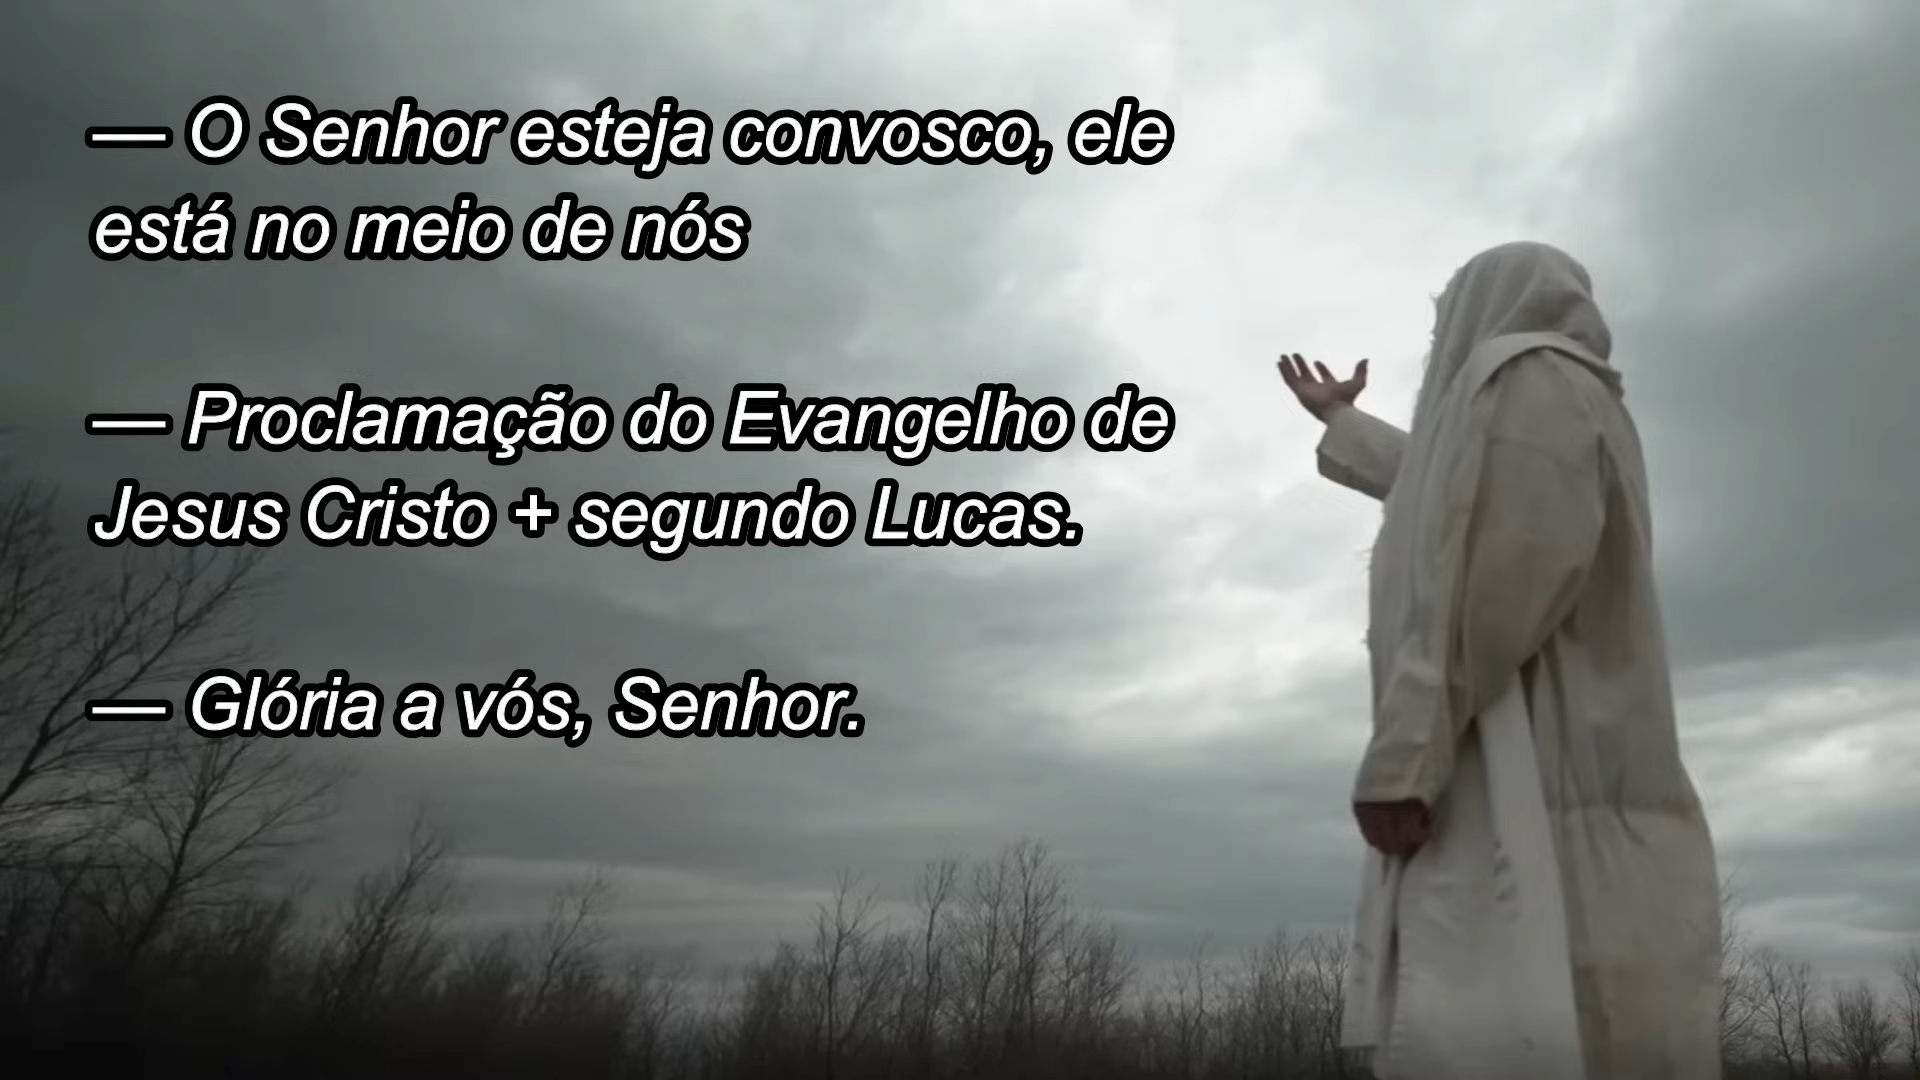 — O Senhor esteja convosco, ele
está no meio de nós
— Proclamação do Evangelho de
Jesus Cristo + segundo Lucas.
— Glória a vós, Senhor.